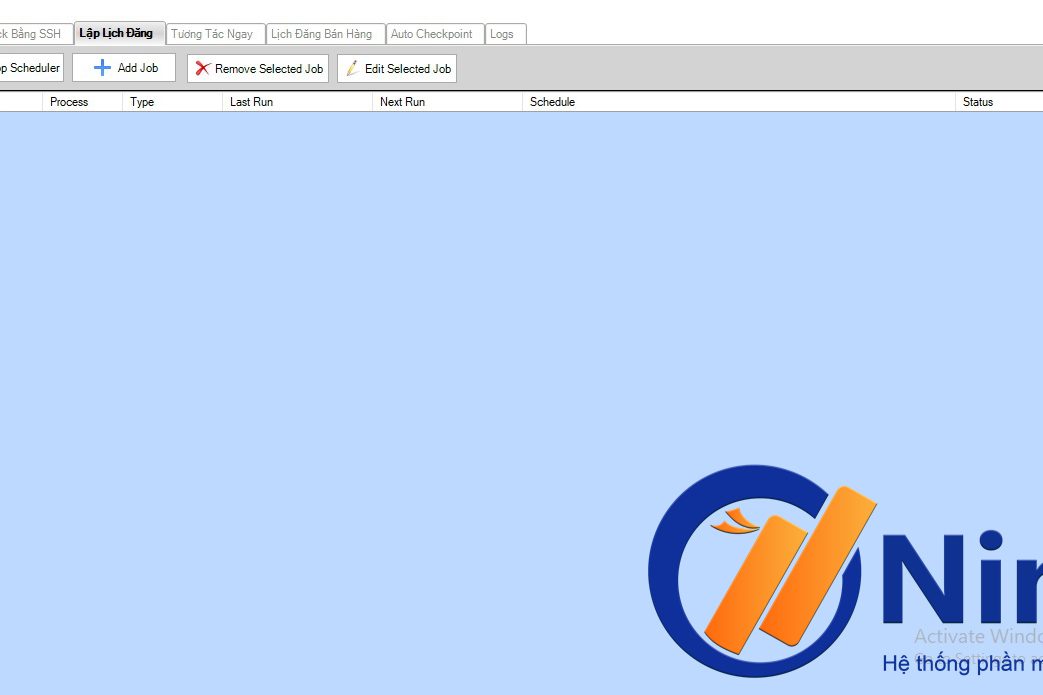 ck Bằng SSH Lập Lịch Đăng Tương Tác Ngay Lịch Đăng Bán Hàng Auto Checkpoint Logs
op Scheduler Add Job Remove Selected Job Edit Selected Job
Process Type Last Run Next Run Schedule Status
Nin
Activate Windo
Hệ thống phần m